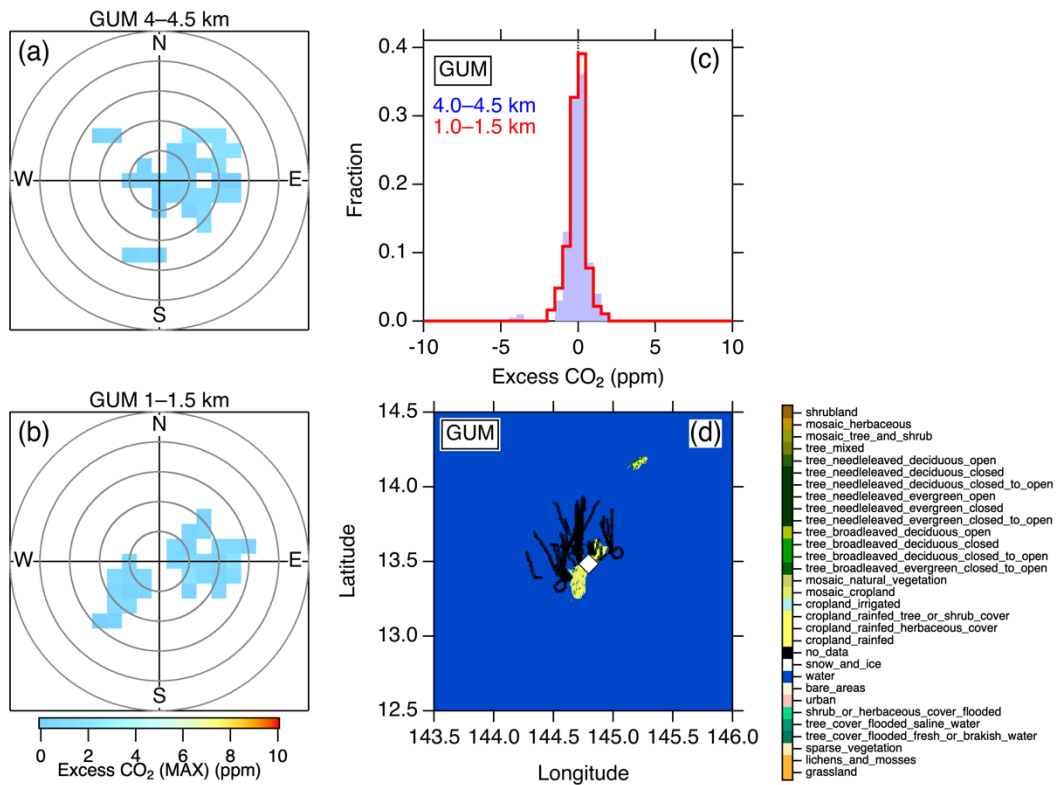 GUM 4–4.5 km
(a)
N
W
E
S
(c)
GUM
4.0–4.5 km
1.0–1.5 km
Fraction
0.4
0.3
0.2
0.1
0.0
-10 -5 0 5 10
Excess CO₂ (ppm)
GUM 1–1.5 km
(b)
N
W
E
S
0 2 4 6 8 10
Excess CO₂ (MAX) (ppm)
GUM
(d)
Latitude
14.5
14.0
13.5
13.0
12.5
143.5 144.0 144.5 145.0 145.5 146.0
Longitude
shrubland
mosaic_herbaceous
mosaic_tree_and_shrub
tree_mixed
tree_needleleaved_deciduous_open
tree_needleleaved_deciduous_closed
tree_needleleaved_deciduous_closed_to_open
tree_needleleaved_evergreen_open
tree_needleleaved_evergreen_closed
tree_needleleaved_evergreen_closed_to_open
tree_broadleaved_deciduous_open
tree_broadleaved_deciduous_closed
tree_broadleaved_deciduous_closed_to_open
tree_broadleaved_evergreen_closed_to_open
mosaic_natural_vegetation
mosaic_cropland
cropland_irrigated
cropland_rainfed_tree_or_shrub_cover
cropland_rainfed_herbaceous_cover
cropland_rainfed
no_data
snow_and_ice
water
bare_areas
urban
shrub_or_herbaceous_cover_flooded
tree_cover_flooded_saline_water
tree_cover_flooded_fresh_or_brakish_water
sparse_vegetation
lichens_and_mosses
grassland